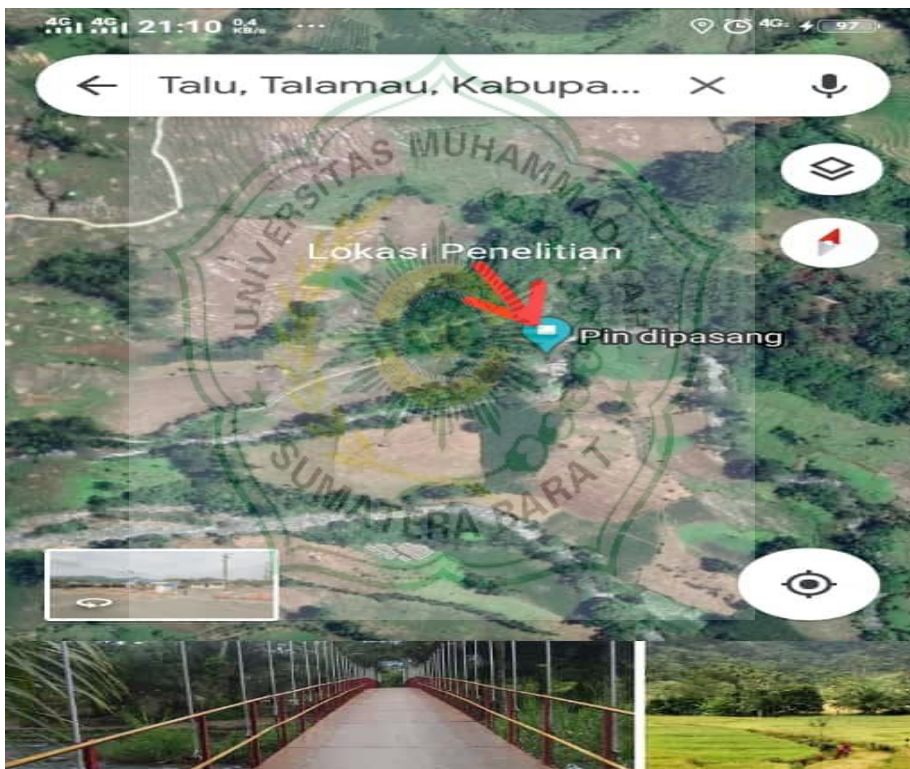 4G 4G 21:10 0.4 KB/s ... 4G 97
Talu, Talamau, Kabupa...
UNIVERSITAS MUHAMMADIYAH
Lokasi Penelitian
Pin dipasang
SUMATERA BARAT